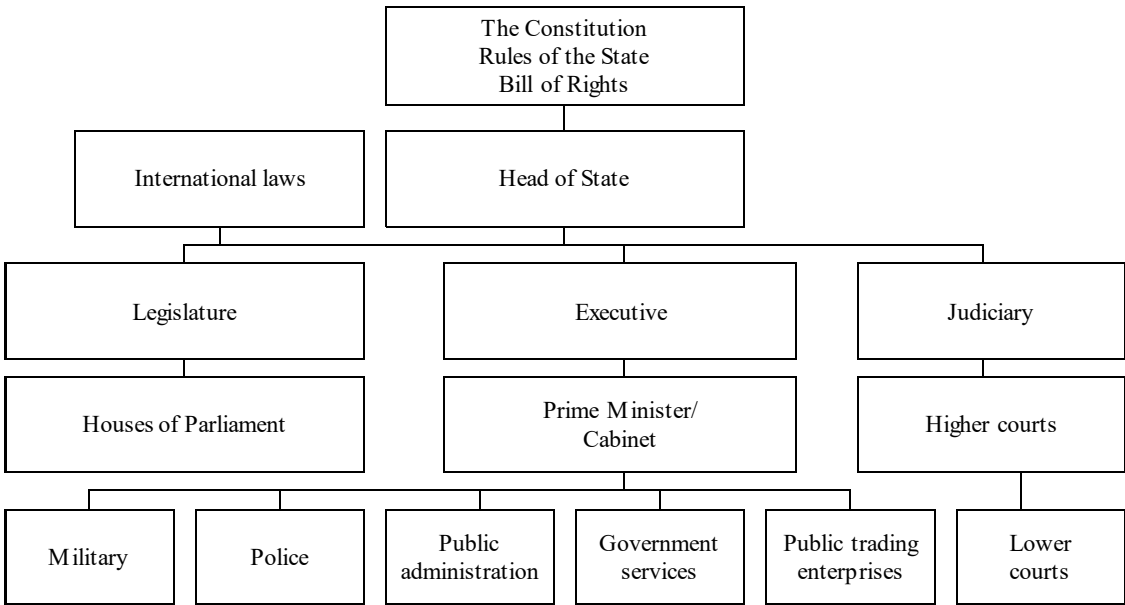 The Constitution
Rules of the State
Bill of Rights
International laws
Head of State
Legislature
Executive
Judiciary
Houses of Parliament
Prime Minister/
Cabinet
Higher courts
Military
Police
Public
administration
Government
services
Public trading
enterprises
Lower
courts